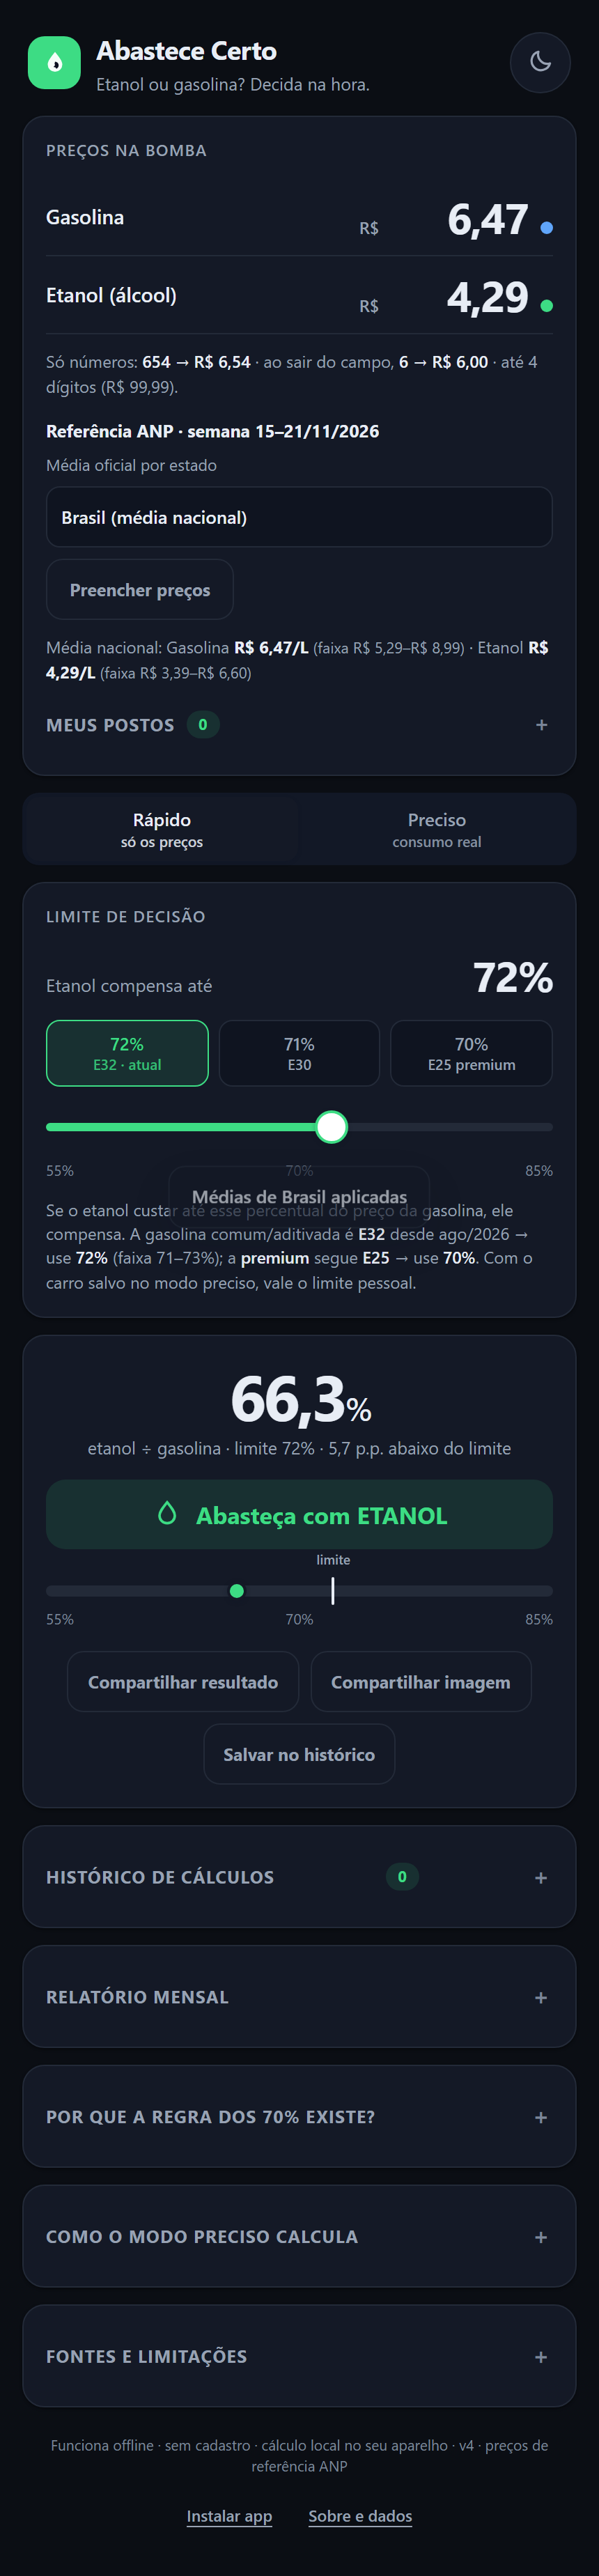 Abastece Certo
Etanol ou gasolina? Decida na hora.
PREÇOS NA BOMBA
Gasolina R$ 6,47
Etanol (álcool) R$ 4,29
Só números: 654 → R$ 6,54 · ao sair do campo, 6 → R$ 6,00 · até 4
dígitos (R$ 99,99).
Referência ANP · semana 15–21/11/2026
Média oficial por estado
Brasil (média nacional)
Preencher preços
Média nacional: Gasolina R$ 6,47/L (faixa R$ 5,29–R$ 8,99) · Etanol R$
4,29/L (faixa R$ 3,39–R$ 6,60)
MEUS POSTOS 0 +
Rápido Preciso
só os preços consumo real
LIMITE DE DECISÃO
Etanol compensa até 72%
72% 71% 70%
E32 · atual E30 E25 premium
55% 70% 85%
Médias de Brasil aplicadas
Se o etanol custar até esse percentual do preço da gasolina, ele
compensa. A gasolina comum/aditivada é E32 desde ago/2026 →
use 72% (faixa 71–73%); a premium segue E25 → use 70%. Com o
carro salvo no modo preciso, vale o limite pessoal.
66,3%
etanol ÷ gasolina · limite 72% · 5,7 p.p. abaixo do limite
Abasteça com ETANOL
limite
55% 70% 85%
Compartilhar resultado Compartilhar imagem
Salvar no histórico
HISTÓRICO DE CÁLCULOS 0 +
RELATÓRIO MENSAL +
POR QUE A REGRA DOS 70% EXISTE? +
COMO O MODO PRECISO CALCULA +
FONTES E LIMITAÇÕES +
Funciona offline · sem cadastro · cálculo local no seu aparelho · v4 · preços de
referência ANP
Instalar app Sobre e dados